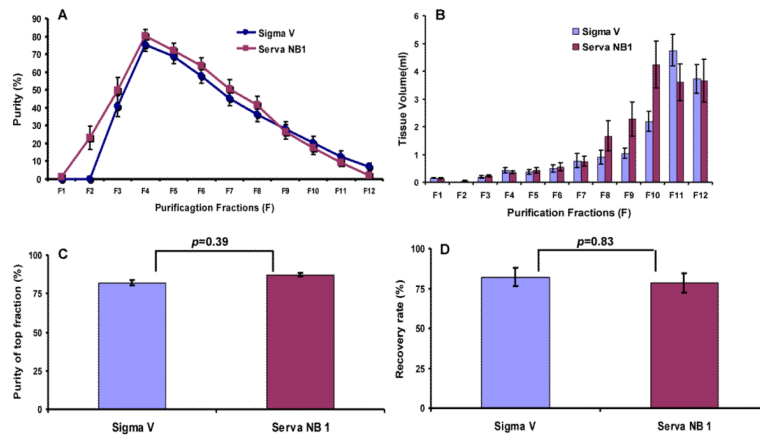 A
Sigma V
Serva NB1
Purity (%)
90
80
70
60
50
40
30
20
10
0
F1 F2 F3 F4 F5 F6 F7 F8 F9 F10 F11 F12
Purificagtion Fractions (F)
B
Sigma V
Serva NB1
Tissue Volume(ml)
6
5
4
3
2
1
0
F1 F2 F3 F4 F5 F6 F7 F8 F9 F10 F11 F12
Purification Fractions (F)
C
p=0.39
Purity of top fraction (%)
100
75
50
25
0
Sigma V Serva NB 1
D
p=0.83
Recovery rate (%)
100
75
50
25
0
Sigma V Serva NB 1